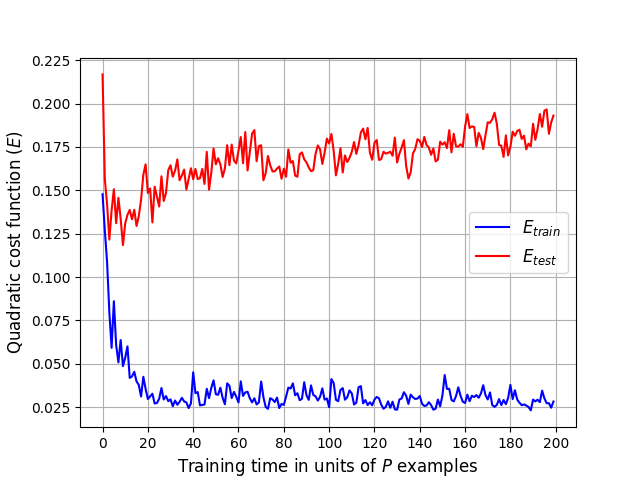 0.225
0.200
0.175
0.150
0.125
0.100
0.075
0.050
0.025
Quadratic cost function (E)
E_train
E_test
0 20 40 60 80 100 120 140 160 180 200
Training time in units of P examples